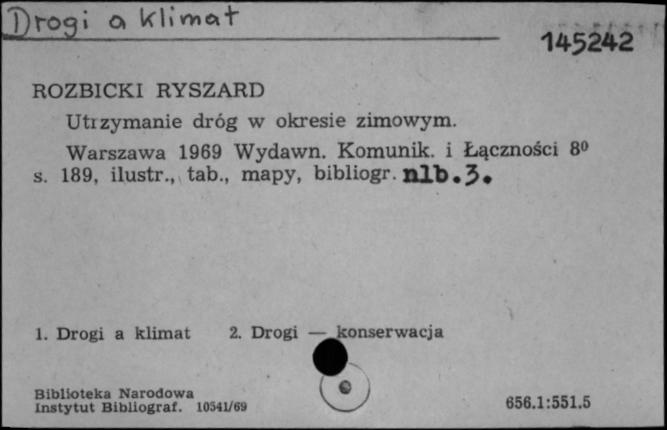 Drogi a klimat
145242
ROZBICKI RYSZARD
Utrzymanie dróg w okresie zimowym.
Warszawa 1969 Wydawn. Komunik. i Łączności 8⁰
s. 189, ilustr., tab., mapy, bibliogr. nlb.3.
1. Drogi a klimat 2. Drogi — konserwacja
Biblioteka Narodowa
Instytut Bibliograf. 10541/69
656.1:551.5